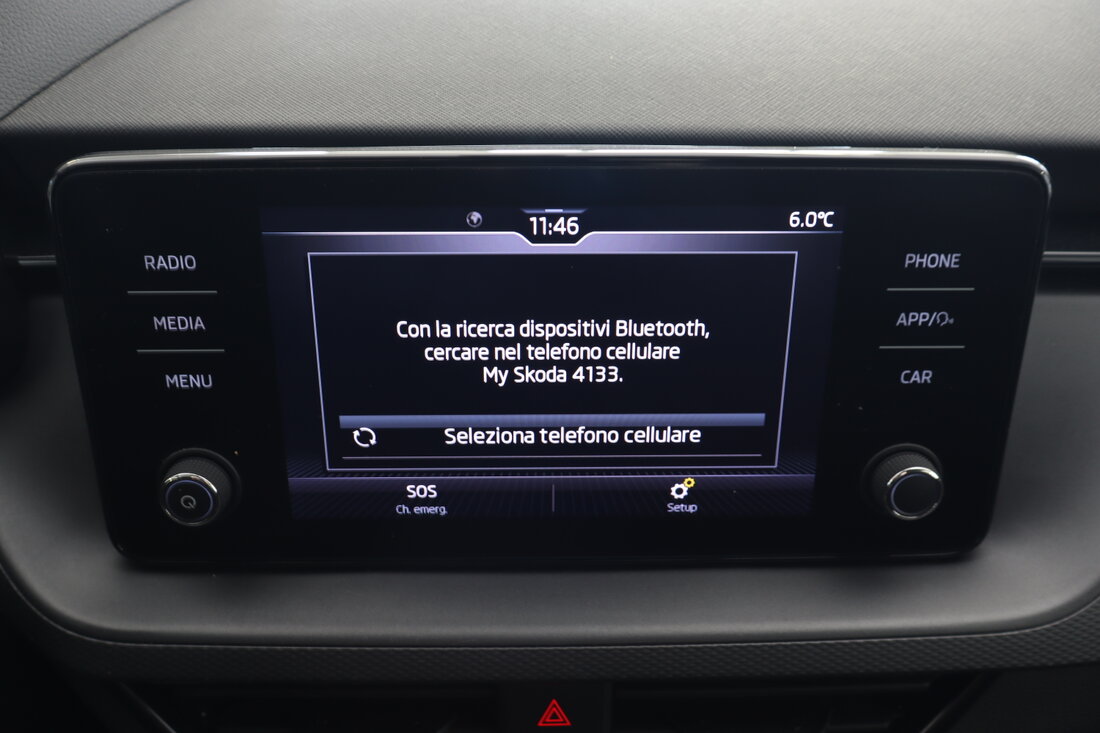 11:46
6.0°C
RADIO
MEDIA
MENU
Con la ricerca dispositivi Bluetooth,
cercare nel telefono cellulare
My Skoda 4133.
Seleziona telefono cellulare
SOS
Ch. emerg.
Setup
PHONE
APP/
CAR